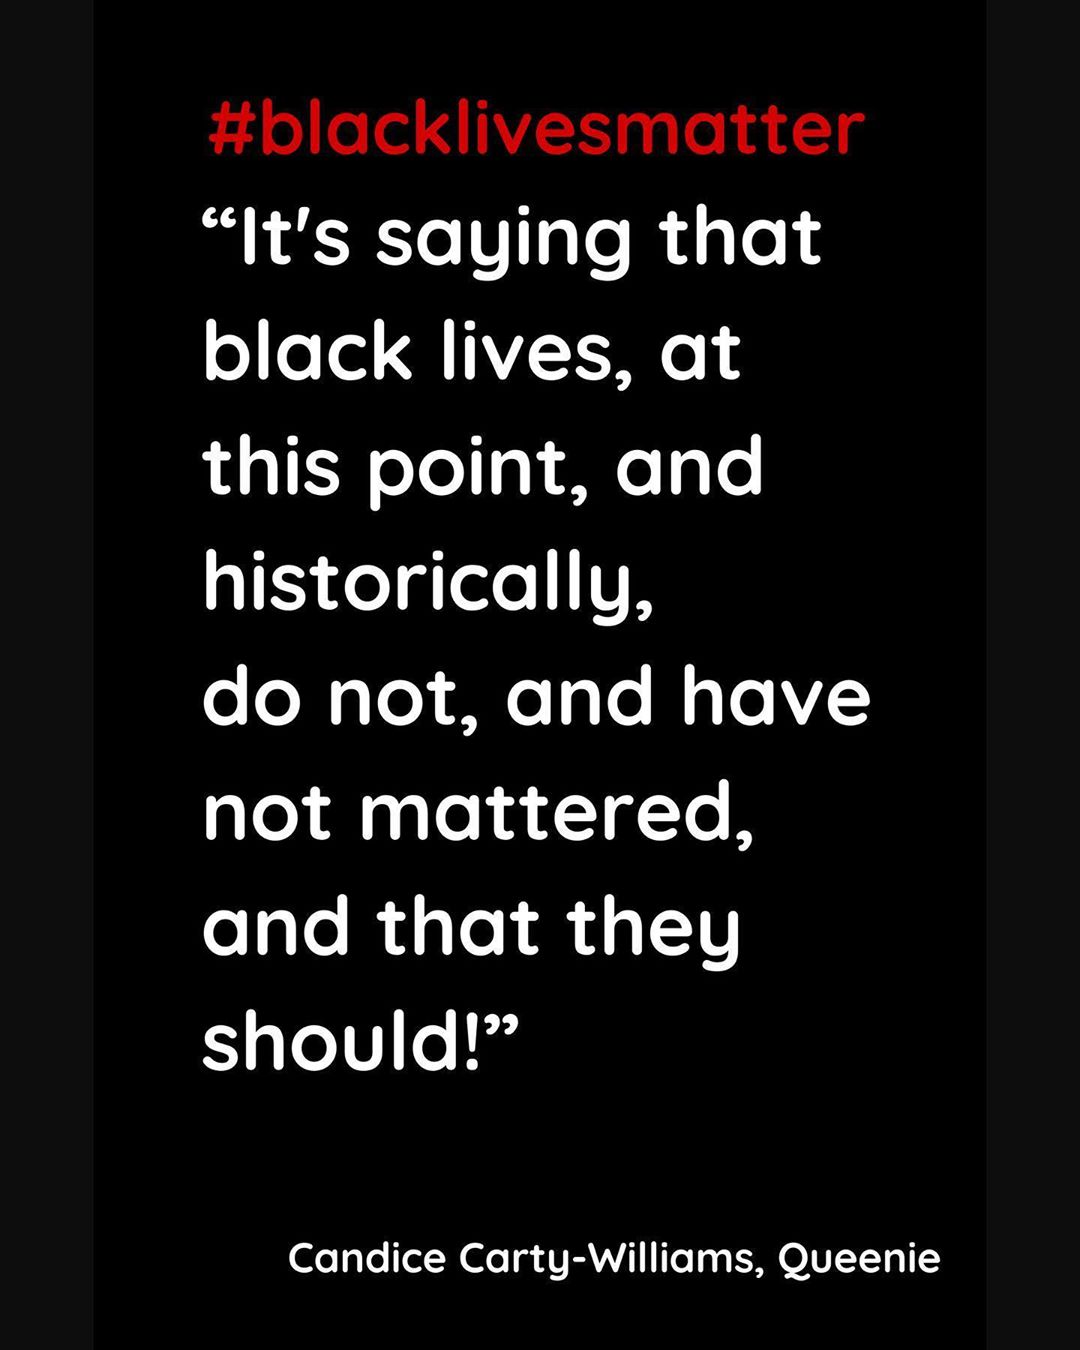 #blacklivesmatter
“It's saying that
black lives, at
this point, and
historically,
do not, and have
not mattered,
and that they
should!”
Candice Carty-Williams, Queenie